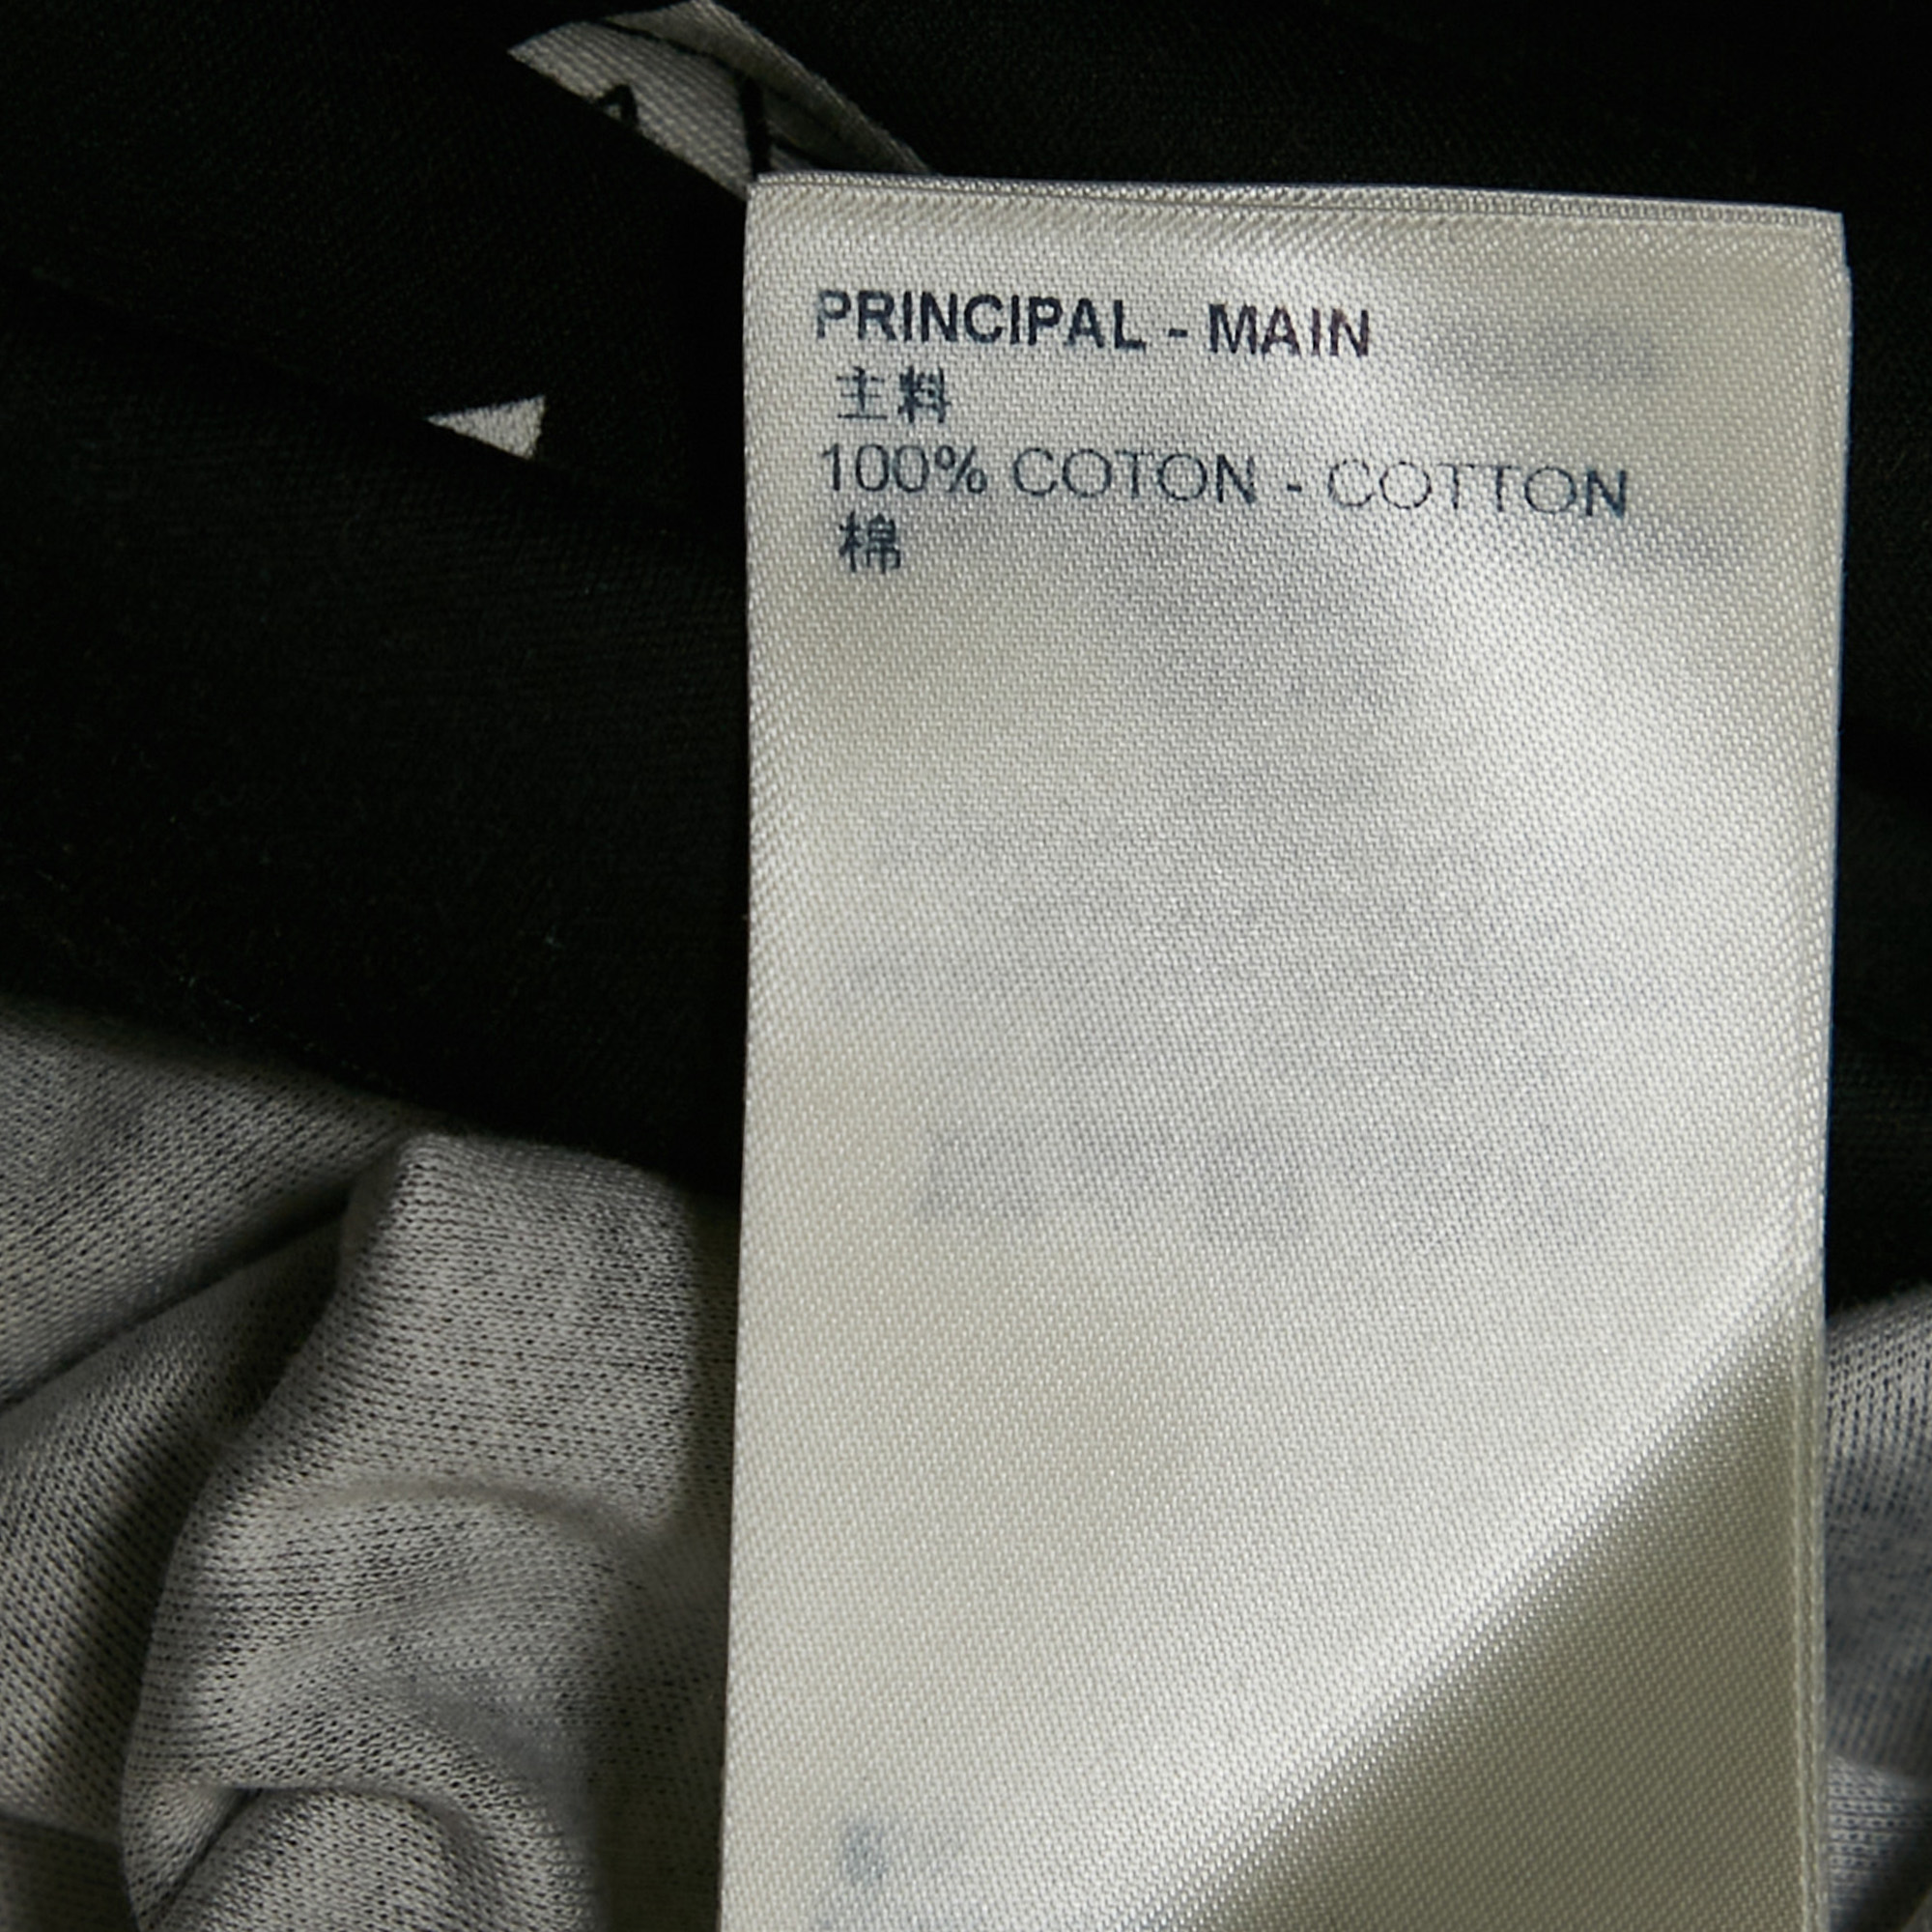 PRINCIPAL - MAIN
主料
100% COTON - COTTON
棉